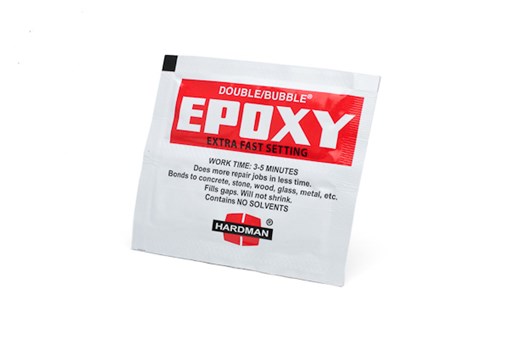 DOUBLE/BUBBLE®
EPOXY
EXTRA FAST SETTING
WORK TIME: 3-5 MINUTES
Does more repair jobs in less time.
Bonds to concrete, stone, wood, glass, metal, etc.
Fills gaps. Will not shrink.
Contains NO SOLVENTS
HARDMAN®